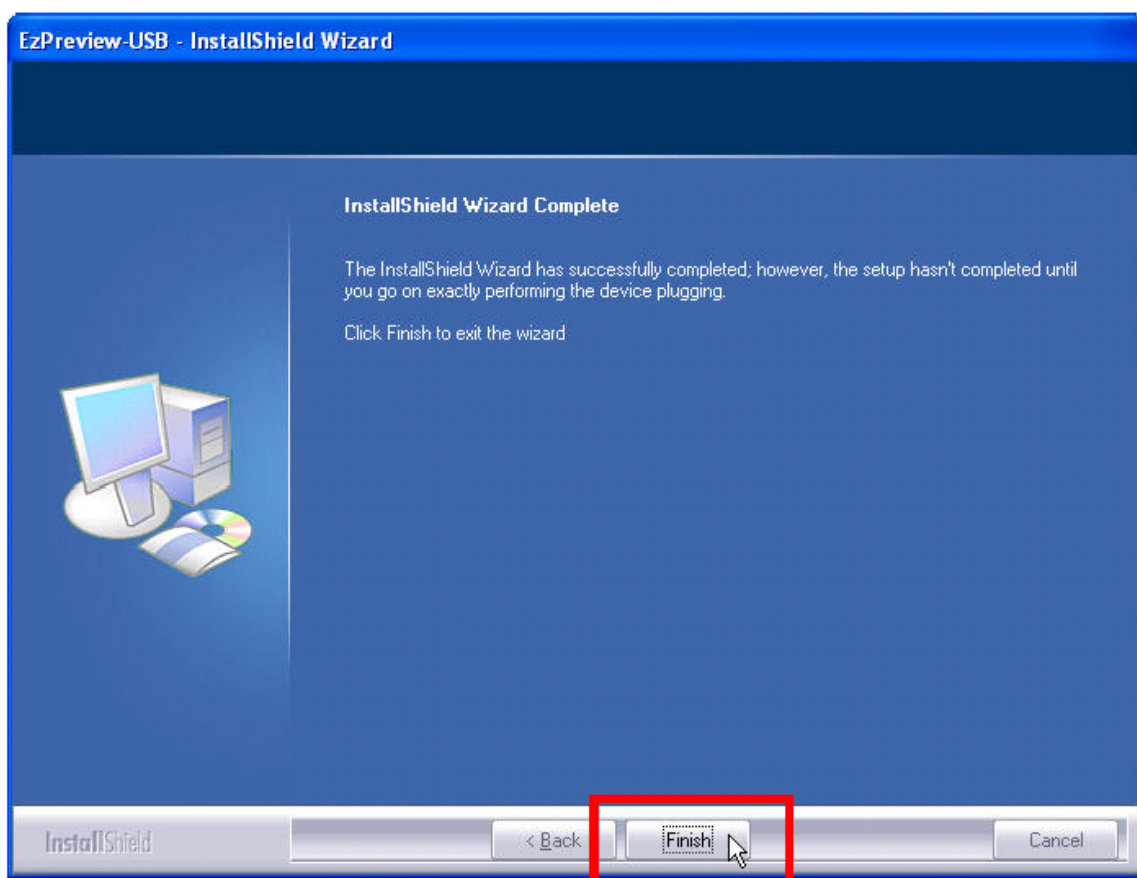 EzPreview-USB - InstallShield Wizard
InstallShield Wizard Complete
The InstallShield Wizard has successfully completed; however, the setup hasn't completed until
you go on exactly performing the device plugging.
Click Finish to exit the wizard
InstallShield
< Back
Finish
Cancel